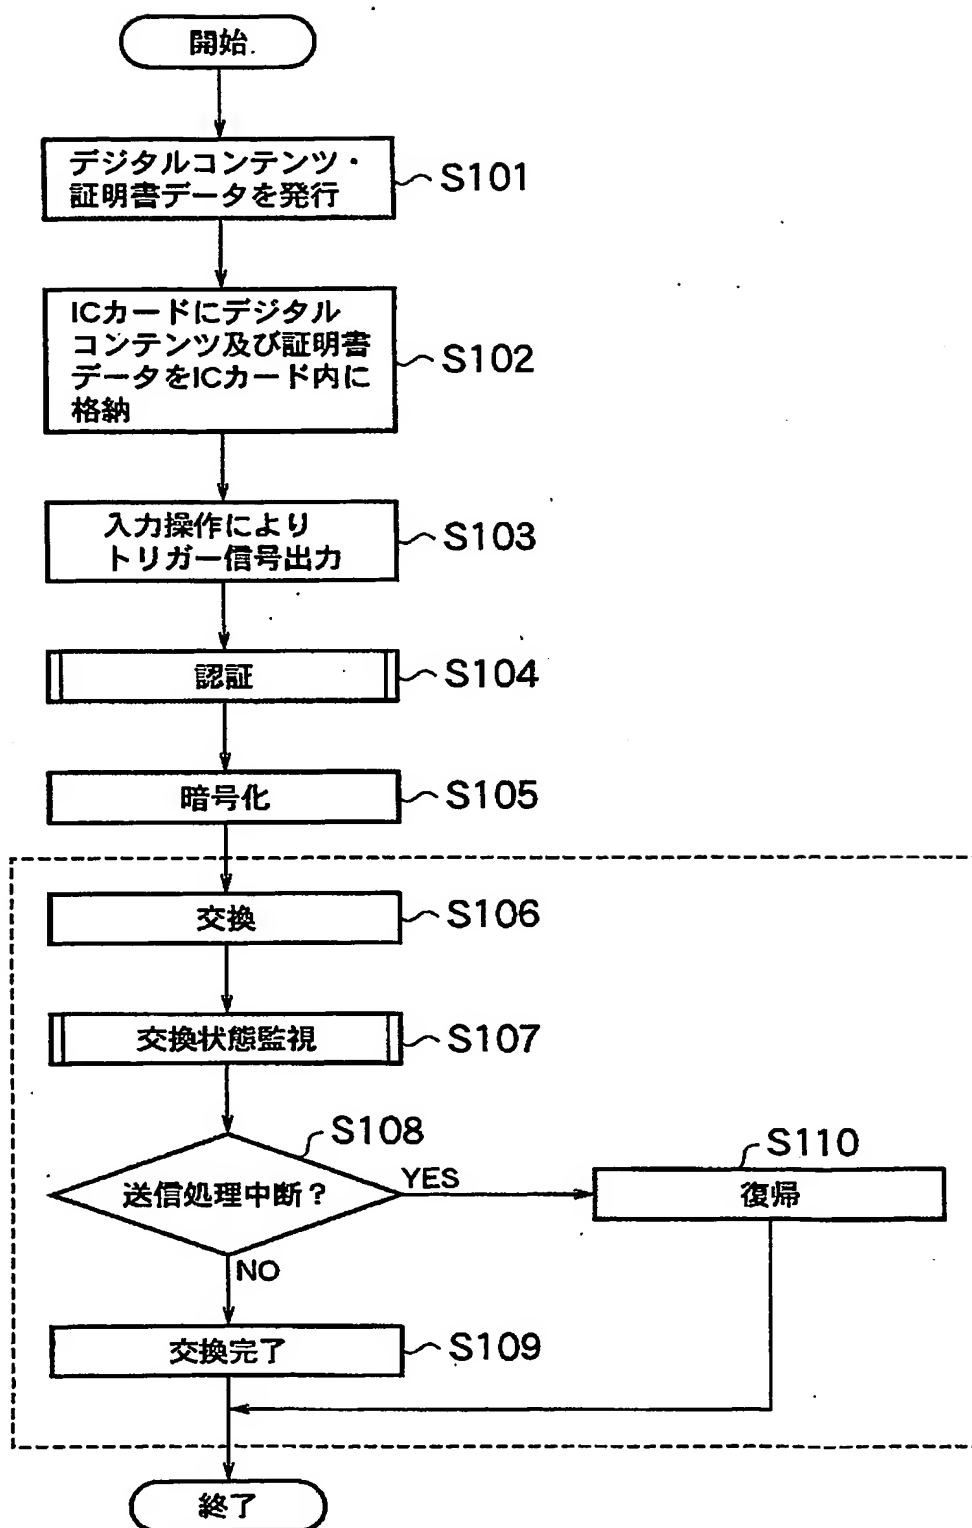 開始
デジタルコンテンツ・
証明書データを発行
S101
ICカードにデジタル
コンテンツ及び証明書
データをICカード内に
格納
S102
入力操作により
トリガー信号出力
S103
認証
S104
暗号化
S105
交換
S106
交換状態監視
S107
S108
送信処理中断？
YES
S110
復帰
NO
交換完了
S109
終了